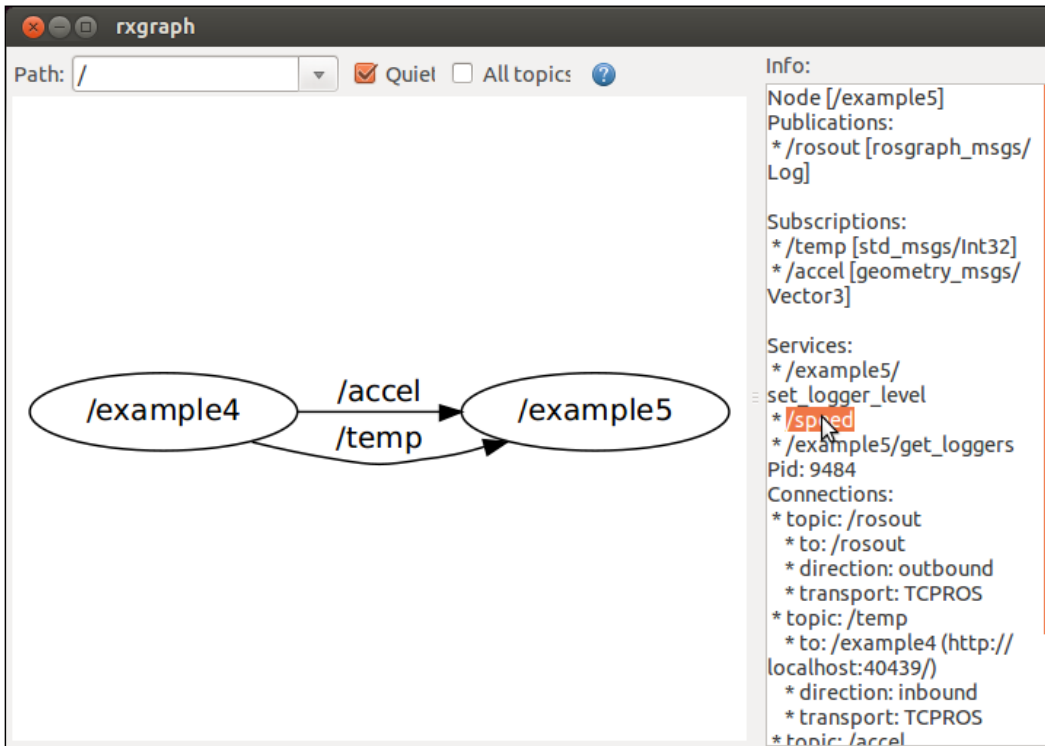 rxgraph
Path: /
Quiet
All topics
Info:
Node [/example5]
Publications:
* /rosout [rosgraph_msgs/
Log]
Subscriptions:
* /temp [std_msgs/Int32]
* /accel [geometry_msgs/
Vector3]
Services:
* /example5/
set_logger_level
* /speed
* /example5/get_loggers
Pid: 9484
Connections:
* topic: /rosout
* to: /rosout
* direction: outbound
* transport: TCPROS
* topic: /temp
* to: /example4 (http://
localhost:40439/)
* direction: inbound
* transport: TCPROS
* topic: /accel
/example4
/accel
/temp
/example5